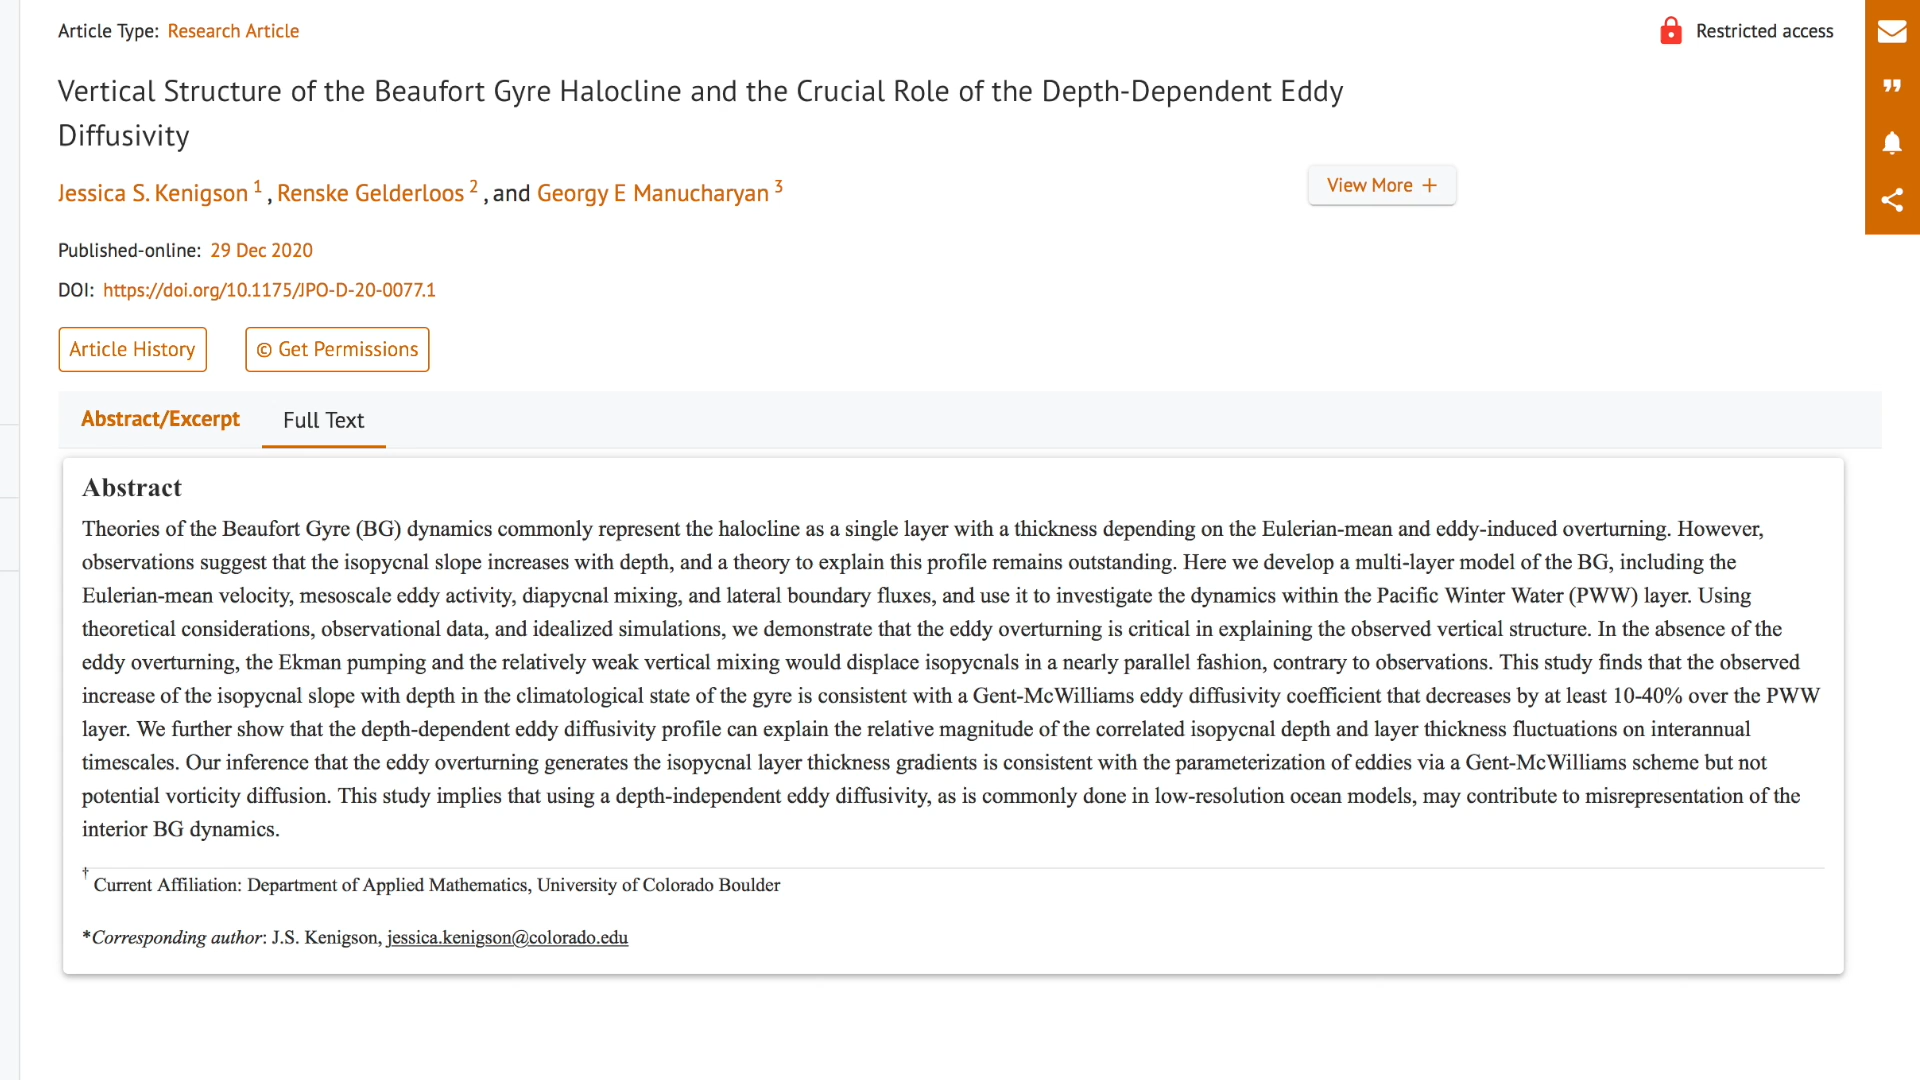 Article Type: Research Article
Restricted access
Vertical Structure of the Beaufort Gyre Halocline and the Crucial Role of the Depth-Dependent Eddy
Diffusivity
Jessica S. Kenigson 1 , Renske Gelderloos 2 , and Georgy E Manucharyan 3
View More +
Published-online: 29 Dec 2020
DOI: https://doi.org/10.1175/JPO-D-20-0077.1
Article History
© Get Permissions
Abstract/Excerpt
Full Text
Abstract
Theories of the Beaufort Gyre (BG) dynamics commonly represent the halocline as a single layer with a thickness depending on the Eulerian-mean and eddy-induced overturning. However,
observations suggest that the isopycnal slope increases with depth, and a theory to explain this profile remains outstanding. Here we develop a multi-layer model of the BG, including the
Eulerian-mean velocity, mesoscale eddy activity, diapycnal mixing, and lateral boundary fluxes, and use it to investigate the dynamics within the Pacific Winter Water (PWW) layer. Using
theoretical considerations, observational data, and idealized simulations, we demonstrate that the eddy overturning is critical in explaining the observed vertical structure. In the absence of the
eddy overturning, the Ekman pumping and the relatively weak vertical mixing would displace isopycnals in a nearly parallel fashion, contrary to observations. This study finds that the observed
increase of the isopycnal slope with depth in the climatological state of the gyre is consistent with a Gent-McWilliams eddy diffusivity coefficient that decreases by at least 10-40% over the PWW
layer. We further show that the depth-dependent eddy diffusivity profile can explain the relative magnitude of the correlated isopycnal depth and layer thickness fluctuations on interannual
timescales. Our inference that the eddy overturning generates the isopycnal layer thickness gradients is consistent with the parameterization of eddies via a Gent-McWilliams scheme but not
potential vorticity diffusion. This study implies that using a depth-independent eddy diffusivity, as is commonly done in low-resolution ocean models, may contribute to misrepresentation of the
interior BG dynamics.
† Current Affiliation: Department of Applied Mathematics, University of Colorado Boulder
*Corresponding author: J.S. Kenigson, jessica.kenigson@colorado.edu